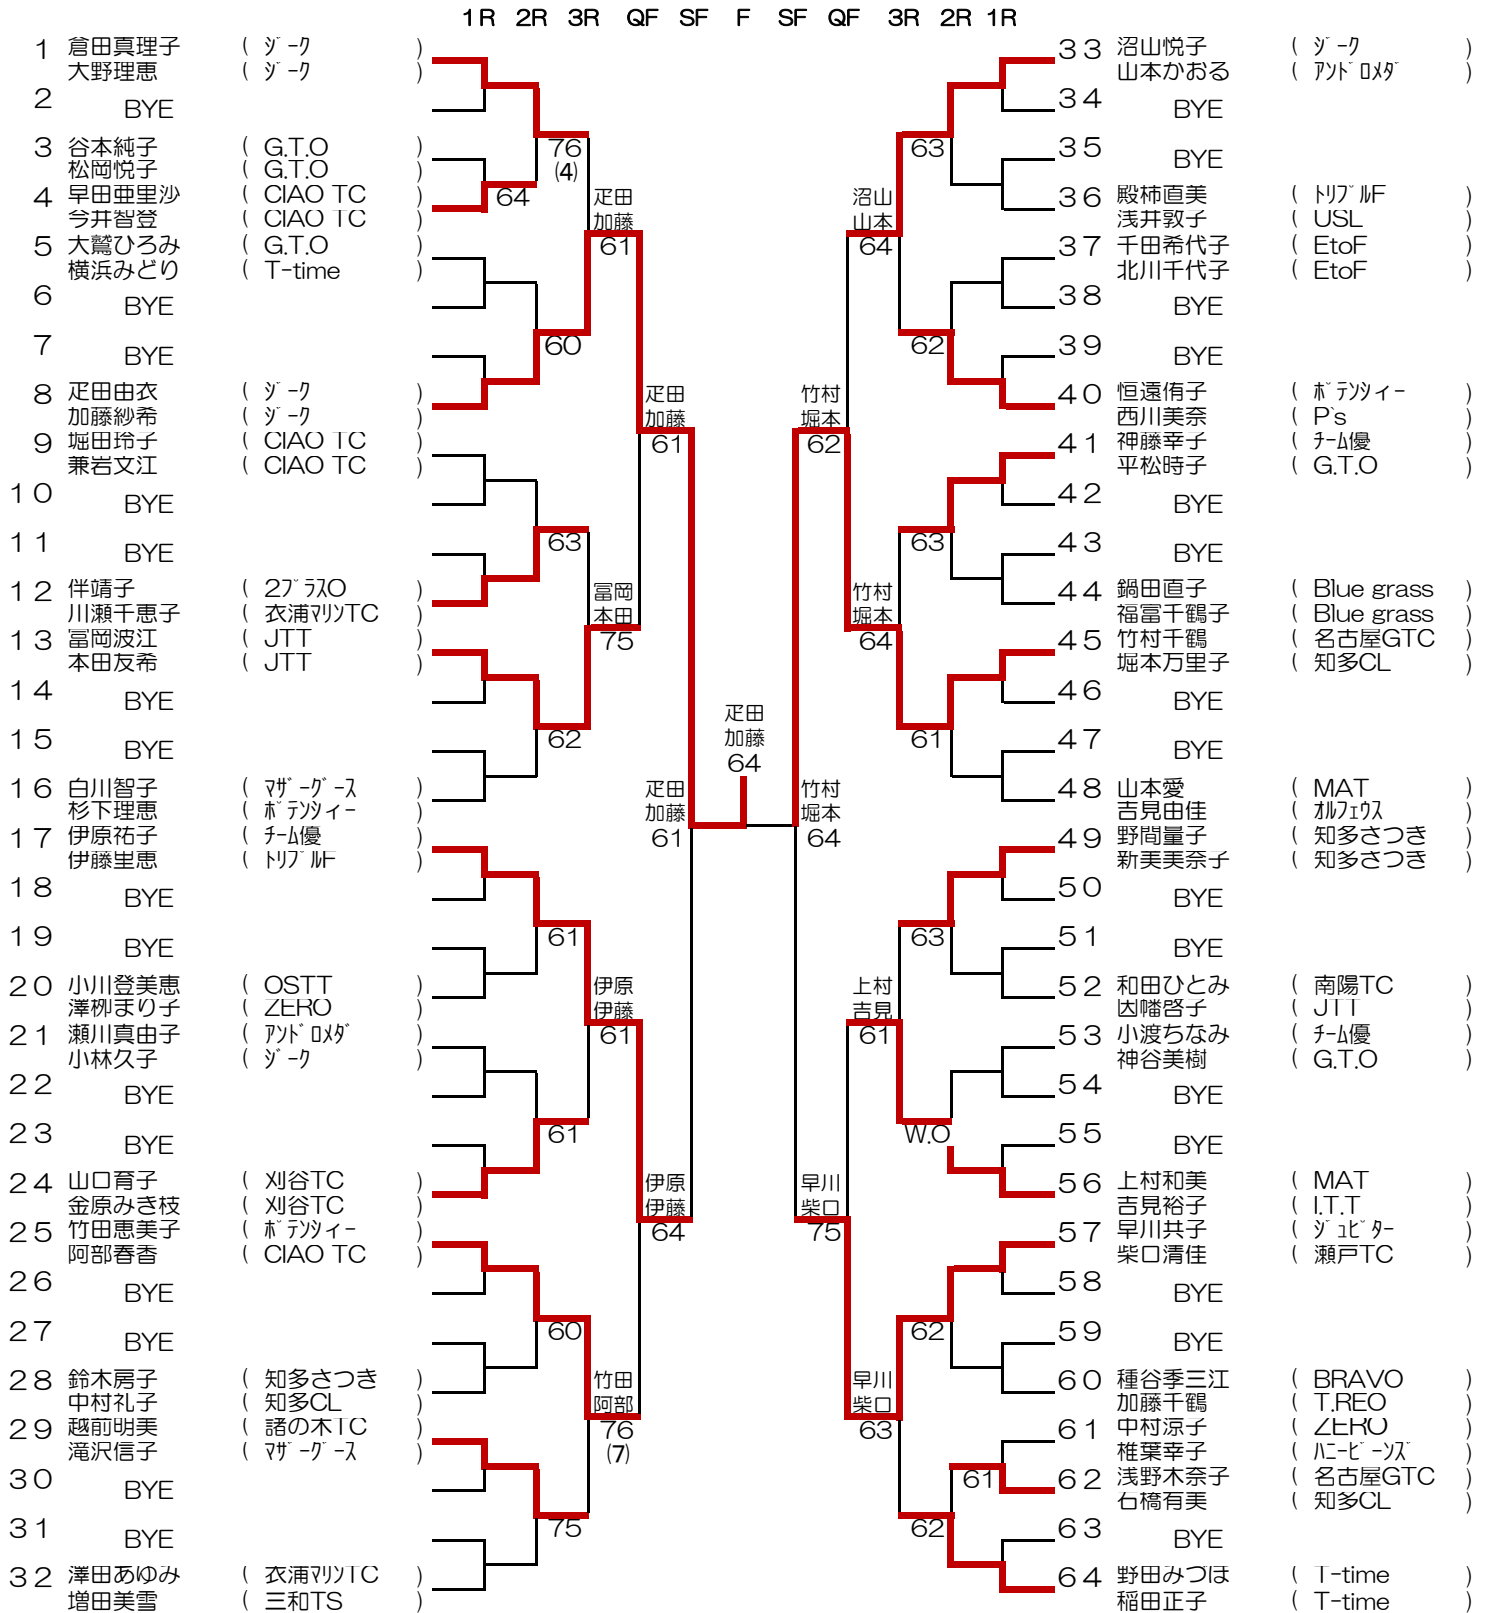 1R 2R 3R QF SF F SF QF 3R 2R 1R
1 倉田真理子 ( ジーク )
大野理恵 ( ジーク )
2 BYE
3 谷本純子 ( G.T.O )
松岡悦子 ( G.T.O )
4 早田亜里沙 ( CIAO TC )
今井智登 ( CIAO TC )
5 大鷲ひろみ ( G.T.O )
横浜みどり ( T-time )
6 BYE
7 BYE
8 疋田由衣 ( ジーク )
加藤紗希 ( ジーク )
9 堀田玲子 ( CIAO TC )
兼岩文江 ( CIAO TC )
10 BYE
11 BYE
12 伴靖子 ( 2プラスO )
川瀬千恵子 ( 衣浦マリンTC )
13 冨岡波江 ( JTT )
本田友希 ( JTT )
14 BYE
15 BYE
16 白川智子 ( マザーグース )
杉下理恵 ( ポテンシィー )
17 伊原祐子 ( チーム優 )
伊藤里恵 ( トリプルF )
18 BYE
19 BYE
20 小川登美恵 ( OSTT )
澤栁まり子 ( ZERO )
21 瀬川真由子 ( アンドロメダ )
小林久子 ( ジーク )
22 BYE
23 BYE
24 山口育子 ( 刈谷TC )
金原みき枝 ( 刈谷TC )
25 竹田恵美子 ( ポテンシィー )
阿部春香 ( CIAO TC )
26 BYE
27 BYE
28 鈴木房子 ( 知多さつき )
中村礼子 ( 知多CL )
29 越前明美 ( 諸の木TC )
滝沢信子 ( マザーグース )
30 BYE
31 BYE
32 澤田あゆみ ( 衣浦マリンTC )
増田美雪 ( 三和TS )
64
76
(4)
60
63
62
61
61
60
75
疋田
加藤
61
冨岡
本田
75
伊原
伊藤
61
竹田
阿部
76
(7)
疋田
加藤
61
伊原
伊藤
64
疋田
加藤
61
疋田
加藤
64
竹村
堀本
64
竹村
堀本
62
早川
柴口
75
沼山
山本
64
竹村
堀本
64
上村
吉見
61
早川
柴口
63
63
62
63
61
63
W.O
62
62
61
33 沼山悦子 ( ジーク )
山本かおる ( アンドロメダ )
34 BYE
35 BYE
36 殿柿直美 ( トリプルF )
浅井敦子 ( USL )
37 千田希代子 ( EtoF )
北川千代子 ( EtoF )
38 BYE
39 BYE
40 恒遠侑子 ( ポテンシィー )
西川美奈 ( P`s )
41 神藤幸子 ( チーム優 )
平松時子 ( G.T.O )
42 BYE
43 BYE
44 鍋田直子 ( Blue grass )
福冨千鶴子 ( Blue grass )
45 竹村千鶴 ( 名古屋GTC )
堀本万里子 ( 知多CL )
46 BYE
47 BYE
48 山本愛 ( MAT )
吉見由佳 ( オルフェウス )
49 野間量子 ( 知多さつき )
新美美奈子 ( 知多さつき )
50 BYE
51 BYE
52 和田ひとみ ( 南陽TC )
因幡啓子 ( JTT )
53 小渡ちなみ ( チーム優 )
神谷美樹 ( G.T.O )
54 BYE
55 BYE
56 上村和美 ( MAT )
吉見裕子 ( I.T.T )
57 早川共子 ( ジュピター )
柴口清佳 ( 瀬戸TC )
58 BYE
59 BYE
60 種谷季三江 ( BRAVO )
加藤千鶴 ( T.REO )
61 中村涼子 ( ZERO )
椎葉幸子 ( ハニービーンズ )
62 浅野木奈子 ( 名古屋GTC )
石橋有美 ( 知多CL )
63 BYE
64 野田みづほ ( T-time )
稲田正子 ( T-time )